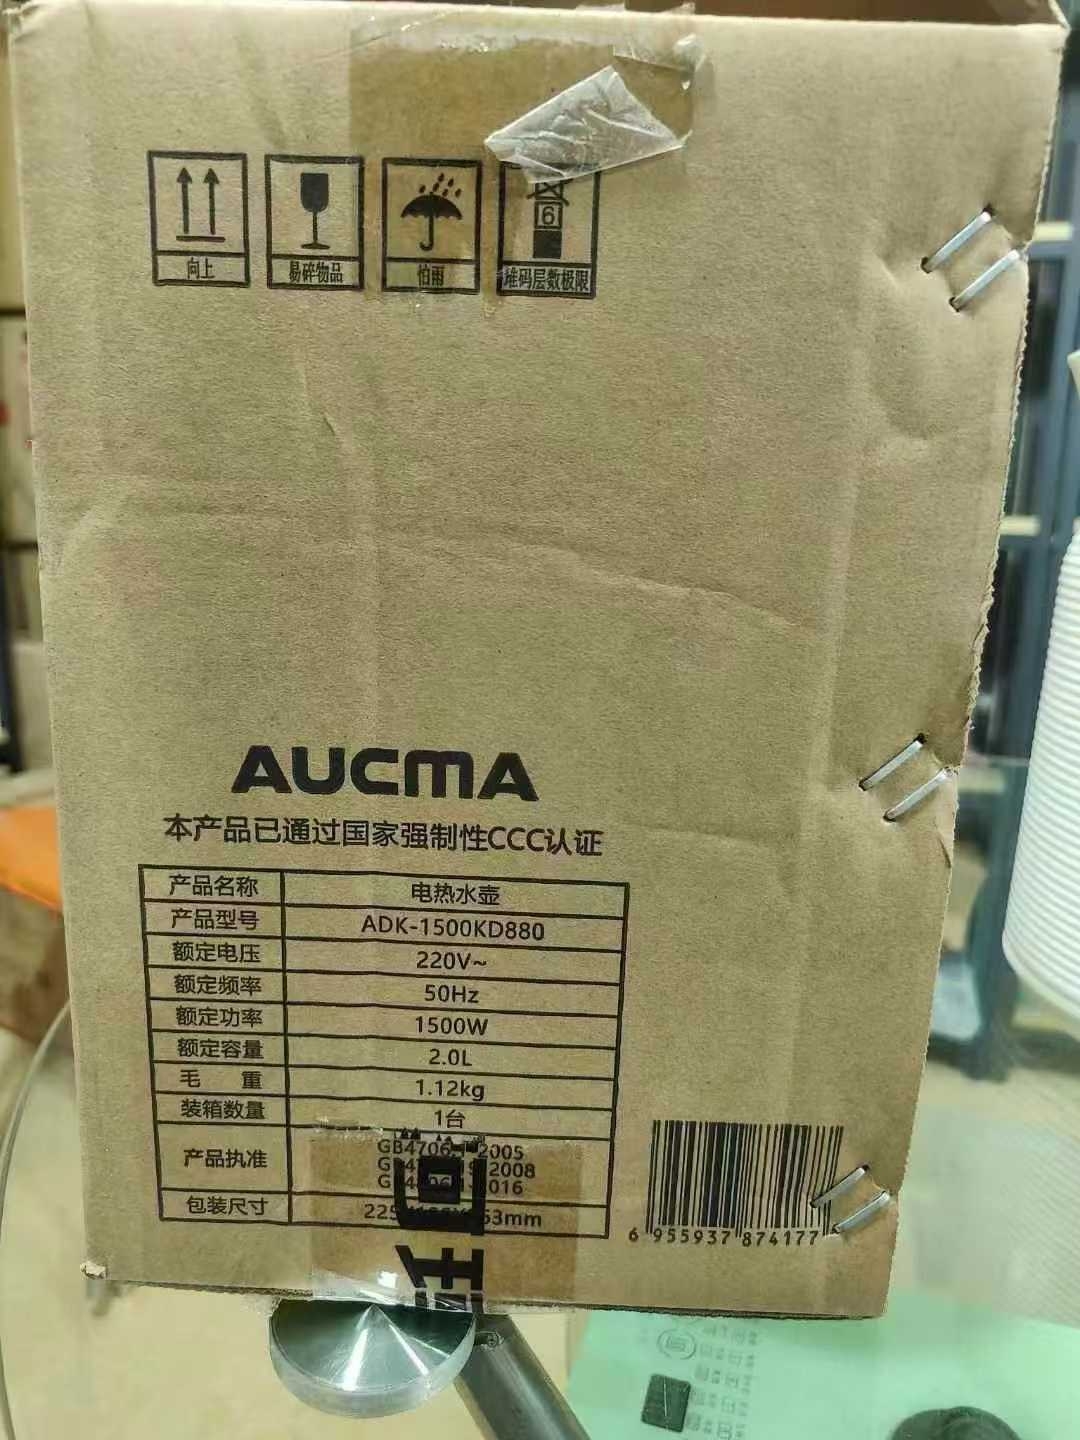 向上
易碎物品
怕雨
6
堆码层数极限
AUCMA
本产品已通过国家强制性CCC认证
产品名称 电热水壶
产品型号 ADK-1500KD880
额定电压 220V~
额定频率 50Hz
额定功率 1500W
额定容量 2.0L
毛 重 1.12kg
装箱数量 1台
产品执准
2005
2008
2016
包装尺寸
6 955937 874177